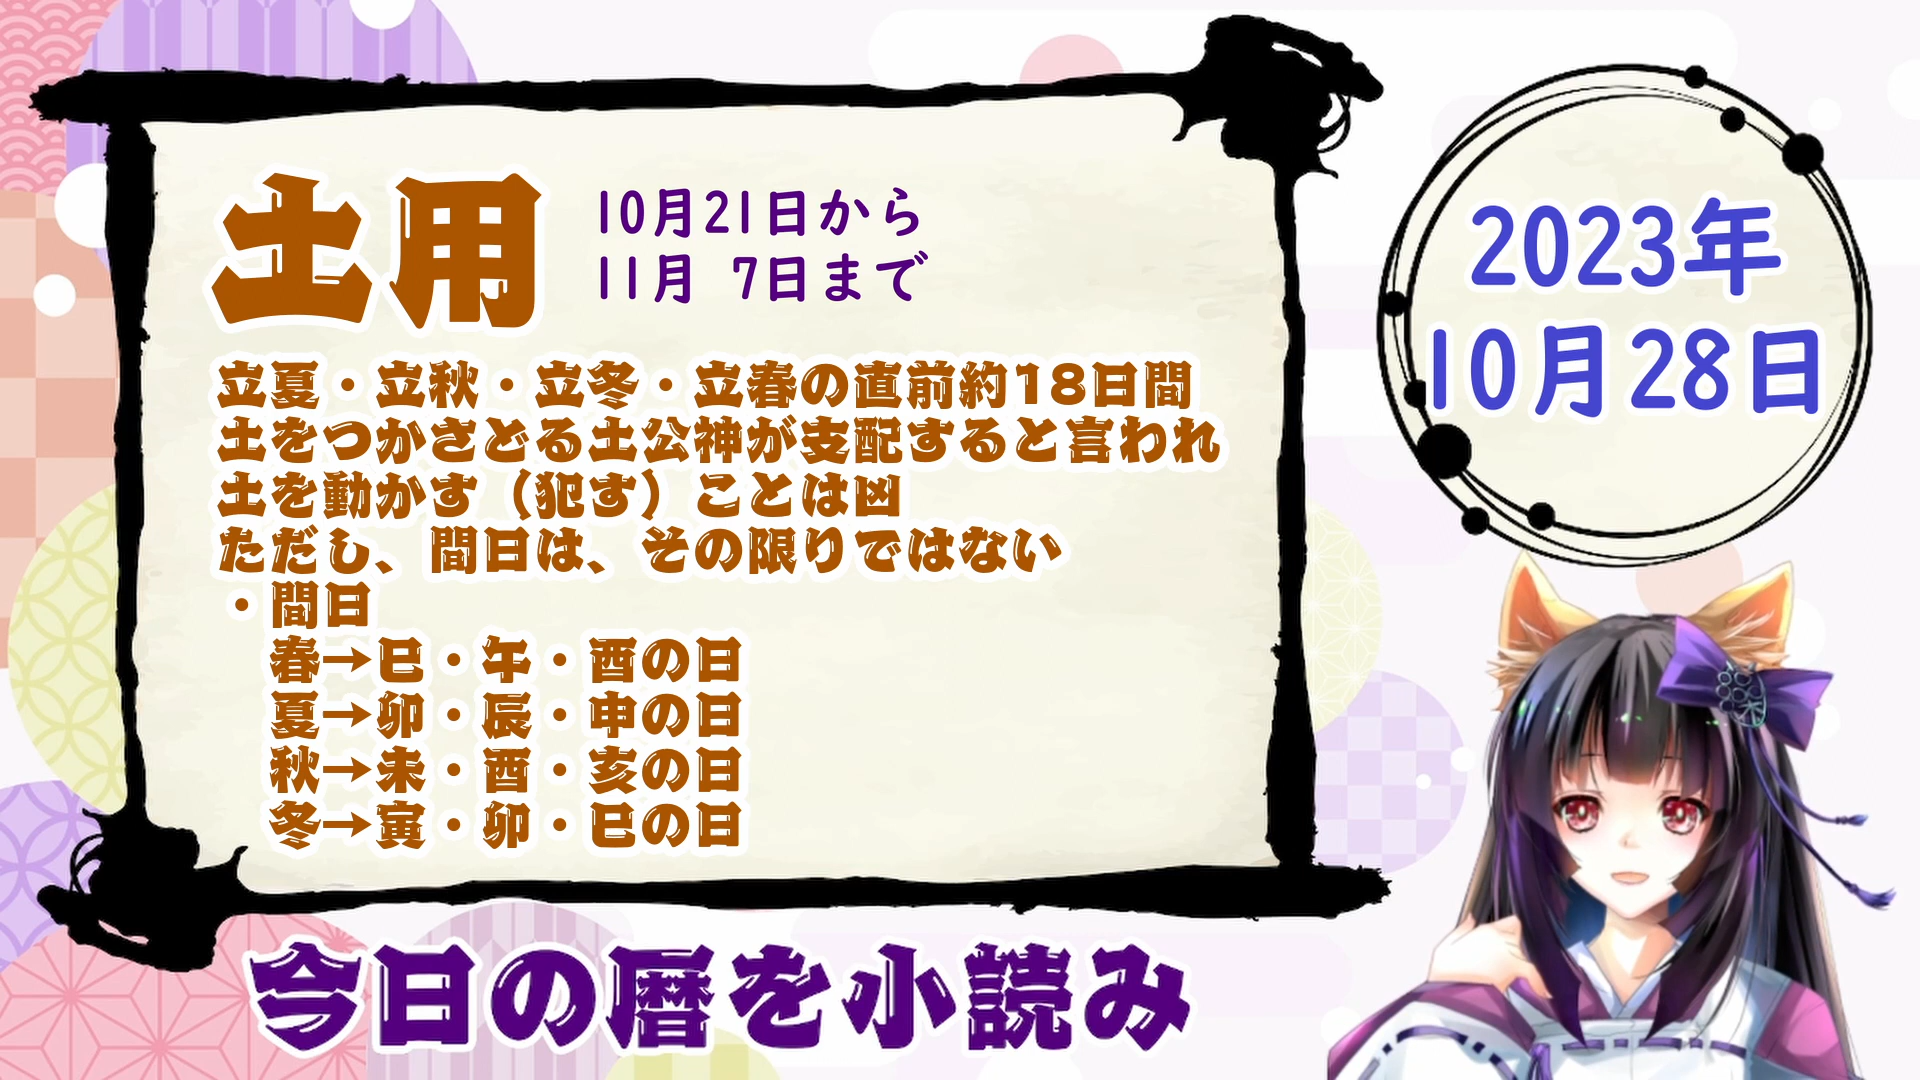 土用
10月21日から
11月 7日まで
立夏・立秋・立冬・立春の直前約18日間
土をつかさどる土公神が支配すると言われ
土を動かす（犯す）ことは凶
ただし、間日は、その限りではない
・間日
春→巳・午・酉の日
夏→卯・辰・申の日
秋→未・酉・亥の日
冬→寅・卯・巳の日
2023年
10月28日
今日の暦を小読み